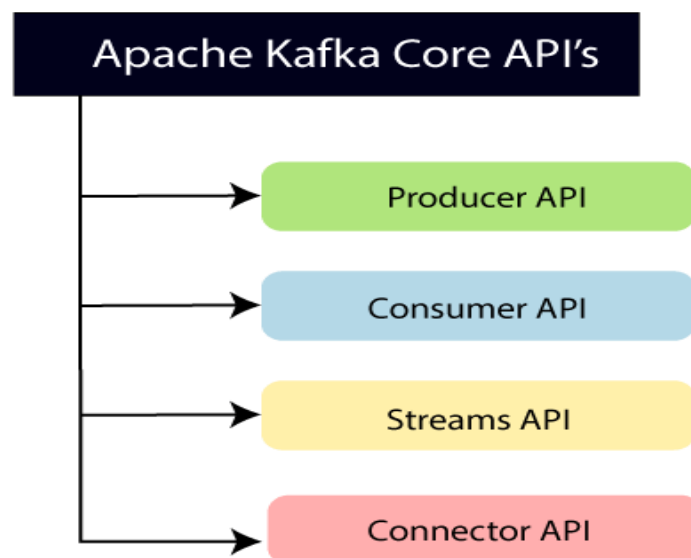 Apache Kafka Core API's
Producer API
Consumer API
Streams API
Connector API